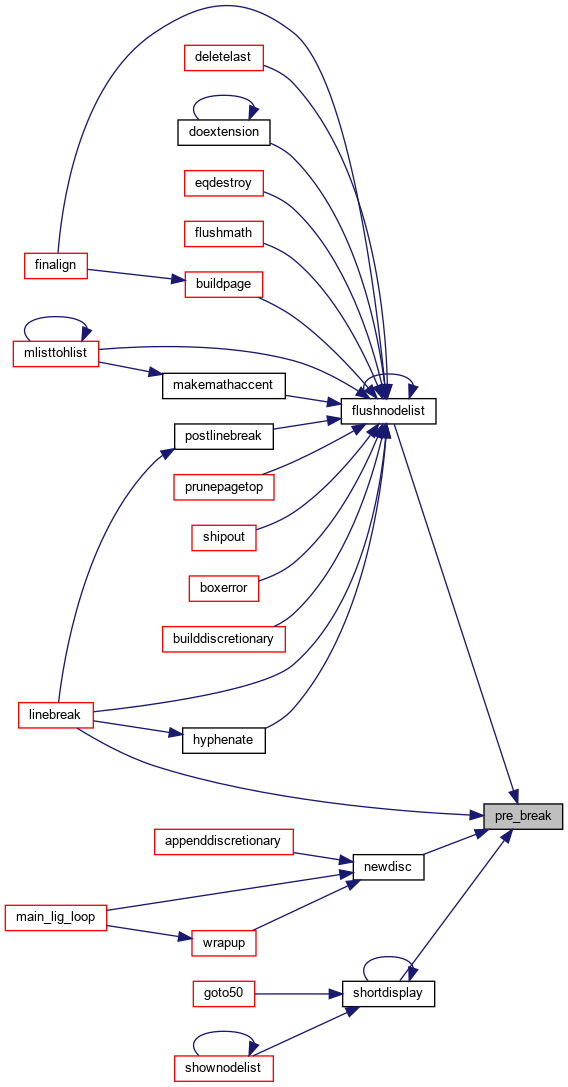 deletelast
doextension
eqdestroy
flushmath
finalign
buildpage
mlisttohlist
makemathaccent
flushnodelist
postlinebreak
prunepagetop
shipout
boxerror
builddiscretionary
linebreak
hyphenate
pre_break
appenddiscretionary
newdisc
main_lig_loop
wrapup
goto50
shortdisplay
shownodelist